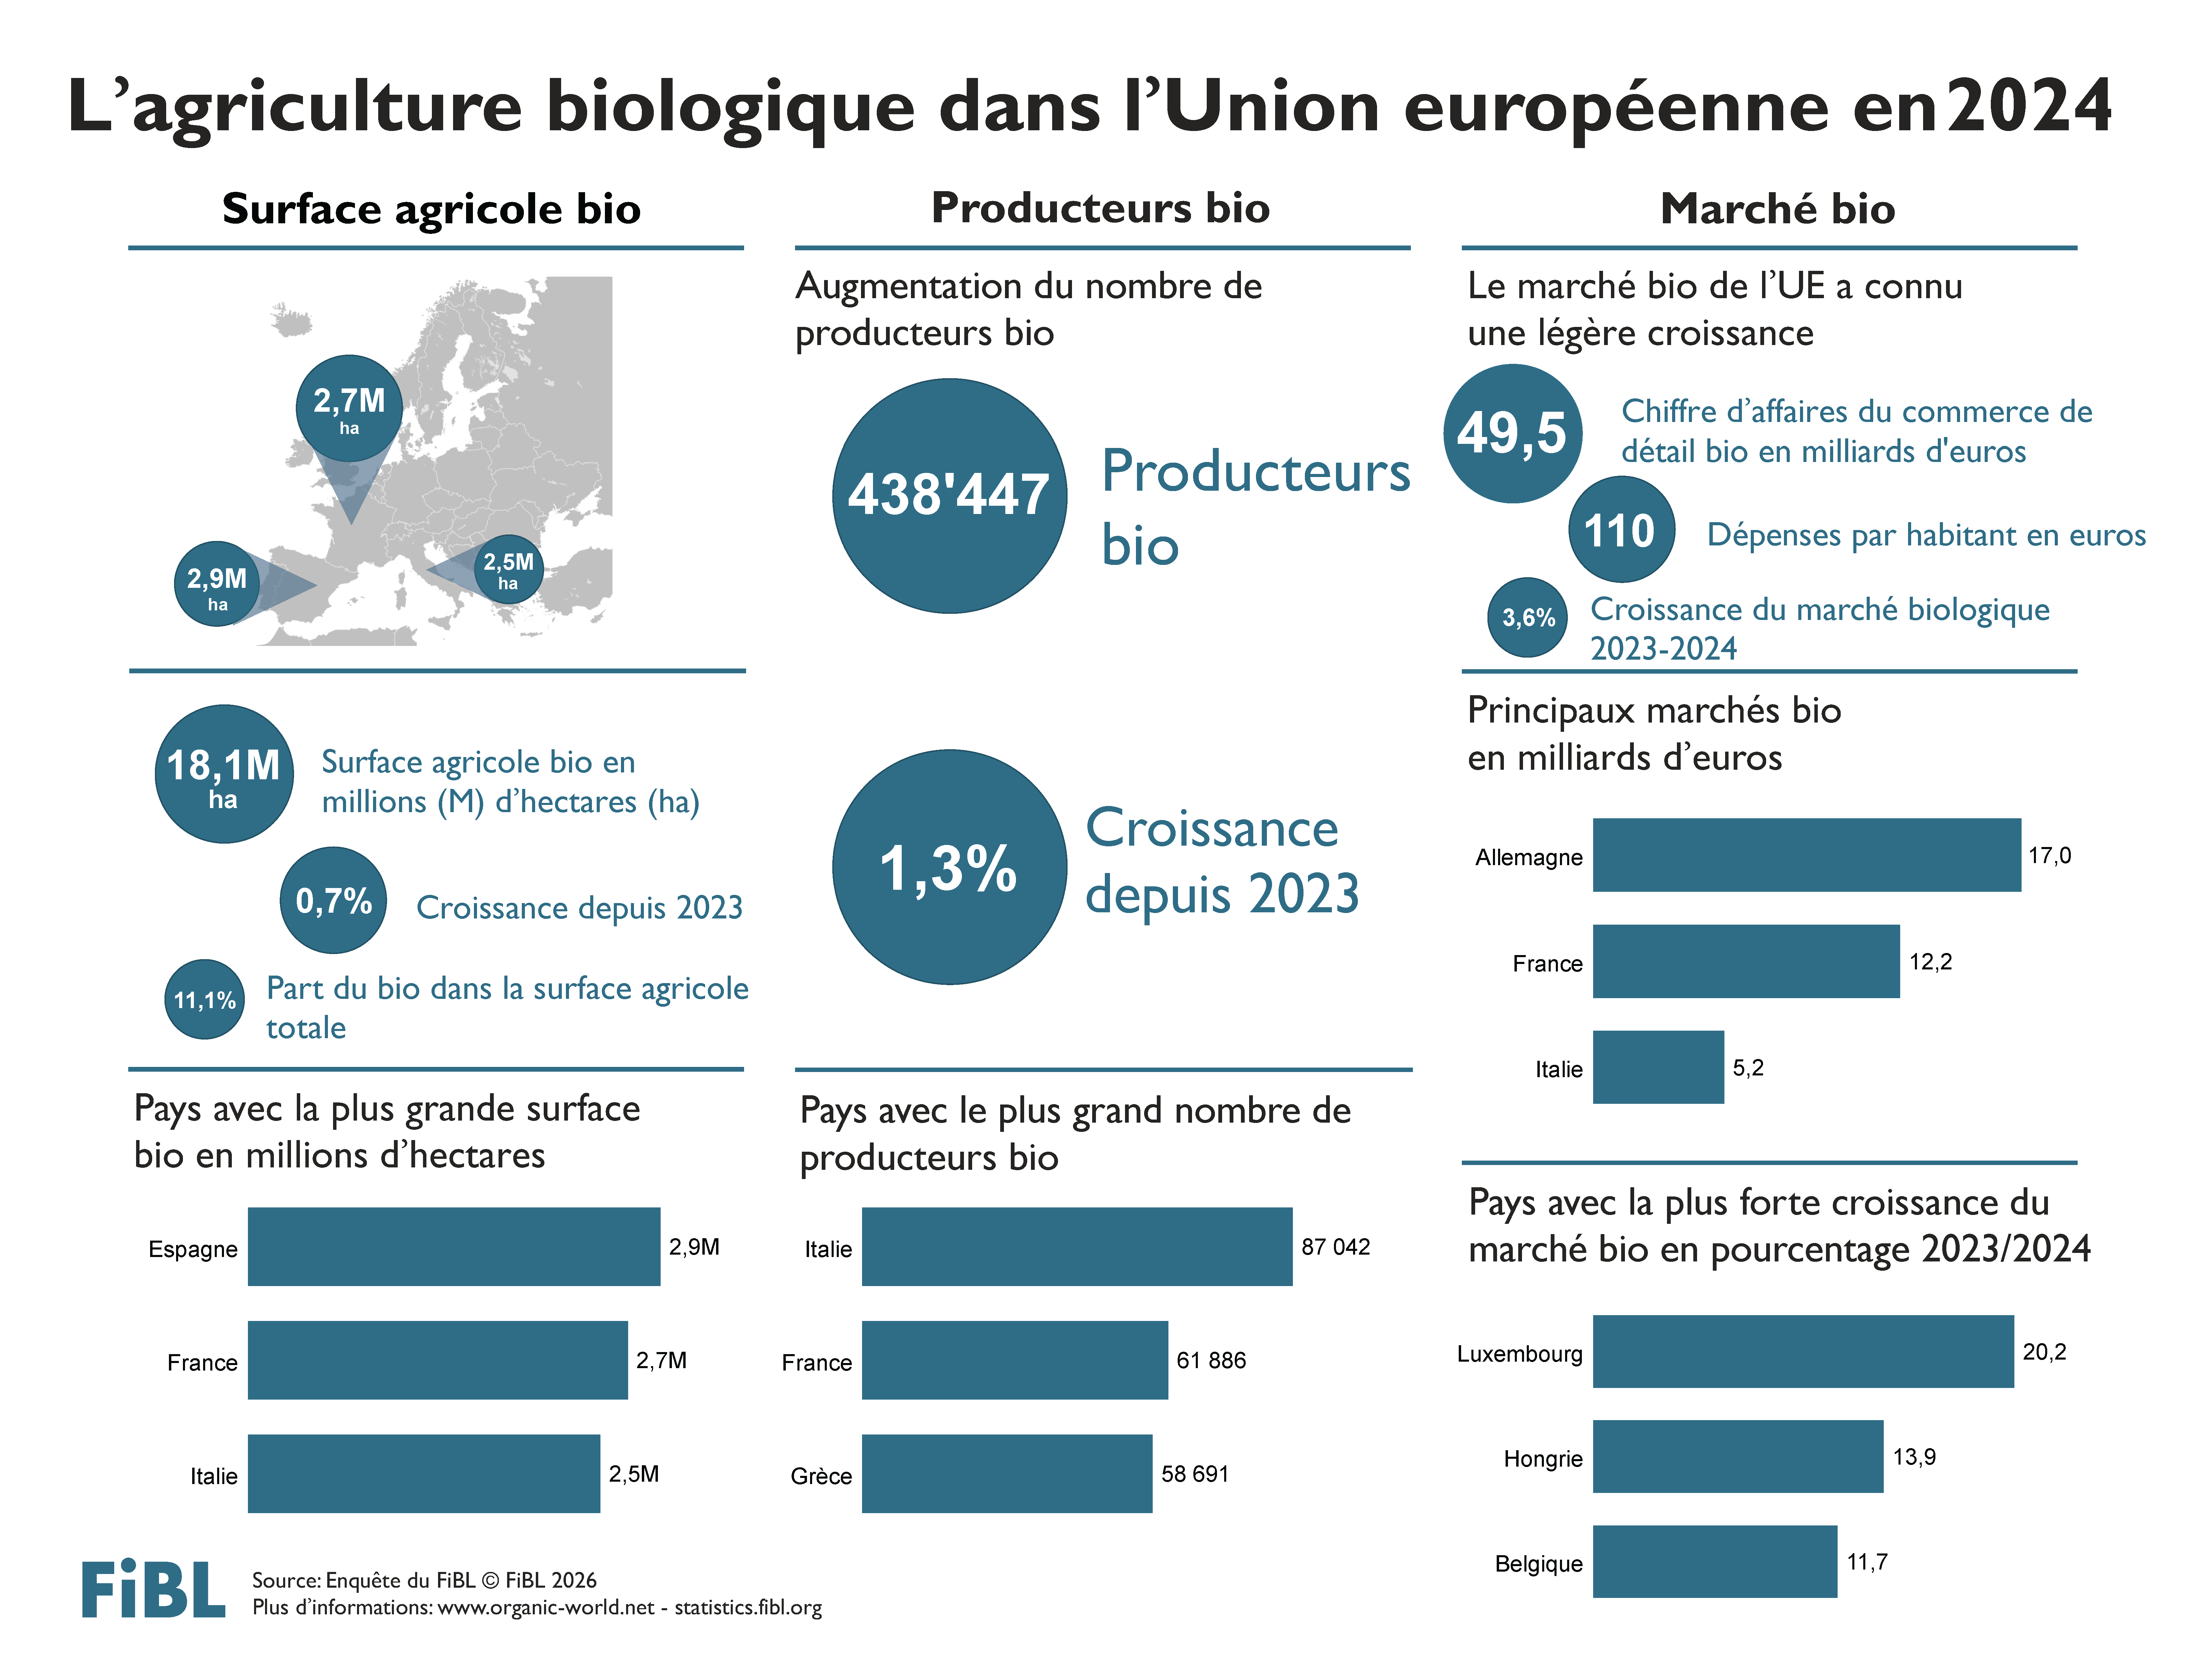 L’agriculture biologique dans l’Union européenne en 2024
Surface agricole bio
2,7M
ha
2,9M
ha
2,5M
ha
18,1M
ha
Surface agricole bio en
millions (M) d’hectares (ha)
0,7%
Croissance depuis 2023
11,1%
Part du bio dans la surface agricole
totale
Pays avec la plus grande surface
bio en millions d’hectares
Espagne 2,9M
France 2,7M
Italie 2,5M
Producteurs bio
Augmentation du nombre de
producteurs bio
438'447
Producteurs
bio
1,3%
Croissance
depuis 2023
Pays avec le plus grand nombre de
producteurs bio
Italie 87 042
France 61 886
Grèce 58 691
Marché bio
Le marché bio de l’UE a connu
une légère croissance
49,5
Chiffre d’affaires du commerce de
détail bio en milliards d'euros
110
Dépenses par habitant en euros
3,6%
Croissance du marché biologique
2023-2024
Principaux marchés bio
en milliards d’euros
Allemagne 17,0
France 12,2
Italie 5,2
Pays avec la plus forte croissance du
marché bio en pourcentage 2023/2024
Luxembourg 20,2
Hongrie 13,9
Belgique 11,7
FiBL
Source: Enquête du FiBL © FiBL 2026
Plus d’informations: www.organic-world.net - statistics.fibl.org